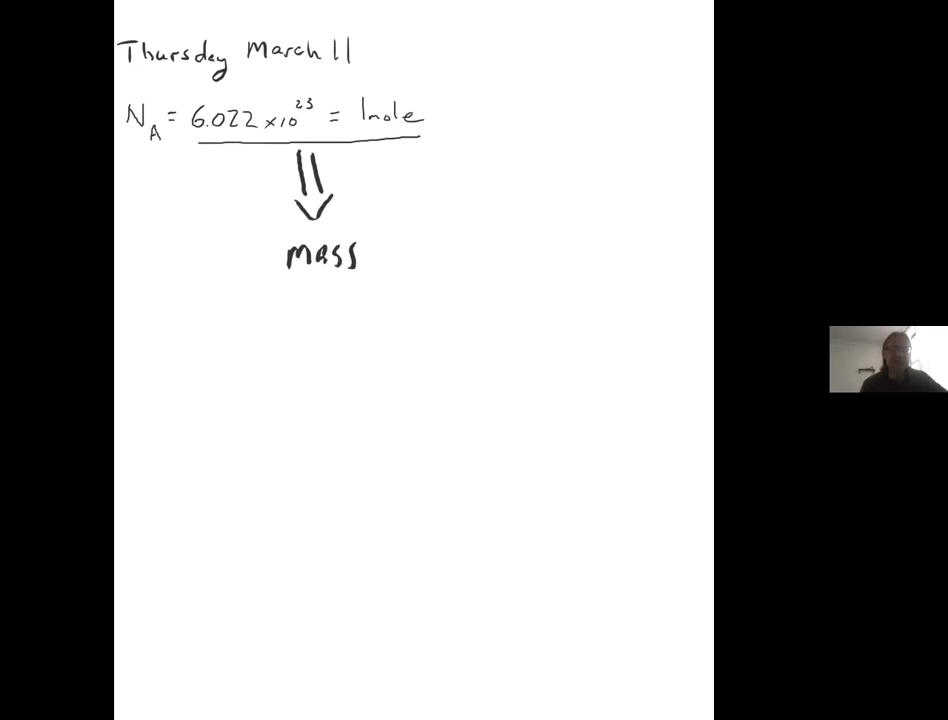 Thursday March 11
N_A = 6.022 ×10^23 = 1mole
mass